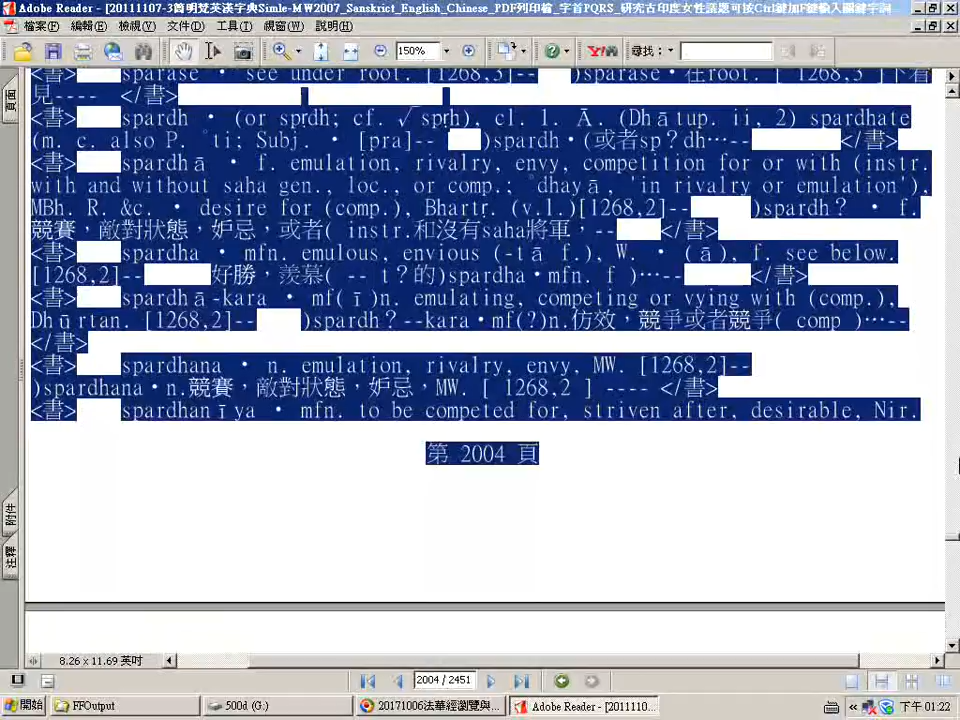 Adobe Reader - [20111107-3簡明梵英漢字典Simle-MW2007_Sanskrict_English_Chinese_PDF列印檔_字首PQRS_研究古印度女性議題可按Ctrl鍵加F鍵輸入關鍵字詞
檔案(F) 編輯(E) 檢視(V) 文件(D) 工具(T) 視窗(W) 說明(H)
150% 尋找:
頁面
<書> sparase · see under root. [1268,3]-- )sparase·在root. [ 1268,3 ]下看
見---- </書>
<書> spardh · (or spṛdh; cf. √ spṛh), cl. 1. Ā. (Dhātup. ii, 2) spardhate
(m. c. also P. °ti; Subj. · [pra]-- )spardh·(或者sp?dh…-- </書>
<書> spardhā · f. emulation, rivalry, envy, competition for or with (instr.
with and without saha gen., loc., or comp.; °dhayā, 'in rivalry or emulation'),
MBh. R. &c. · desire for (comp.), Bhartṛ. (v.l.)[1268,2]-- )spardh? · f.
競賽，敵對狀態，妒忌，或者( instr.和沒有saha將軍，-- </書>
<書> spardha · mfn. emulous, envious (-tā f.), W. · (ā), f. see below.
[1268,2]-- 好勝，羨慕( -- t？的)spardha·mfn. f )…-- </書>
<書> spardhā-kara · mf(ī)n. emulating, competing or vying with (comp.),
Dhūrtan. [1268,2]-- )spardh？--kara·mf(?)n.仿效，競爭或者競爭( comp )…--
</書>
<書> spardhana · n. emulation, rivalry, envy, MW. [1268,2]--
)spardhana·n.競賽，敵對狀態，妒忌，MW. [ 1268,2 ] ---- </書>
<書> spardhanīya · mfn. to be competed for, striven after, desirable, Nir.
第 2004 頁
附件
注釋
8.26 x 11.69 英吋
2004 / 2451
開始 FFOutput 500d (G:) 20171006法華經瀏覽與... Adobe Reader - [2011110... 下午 01:22